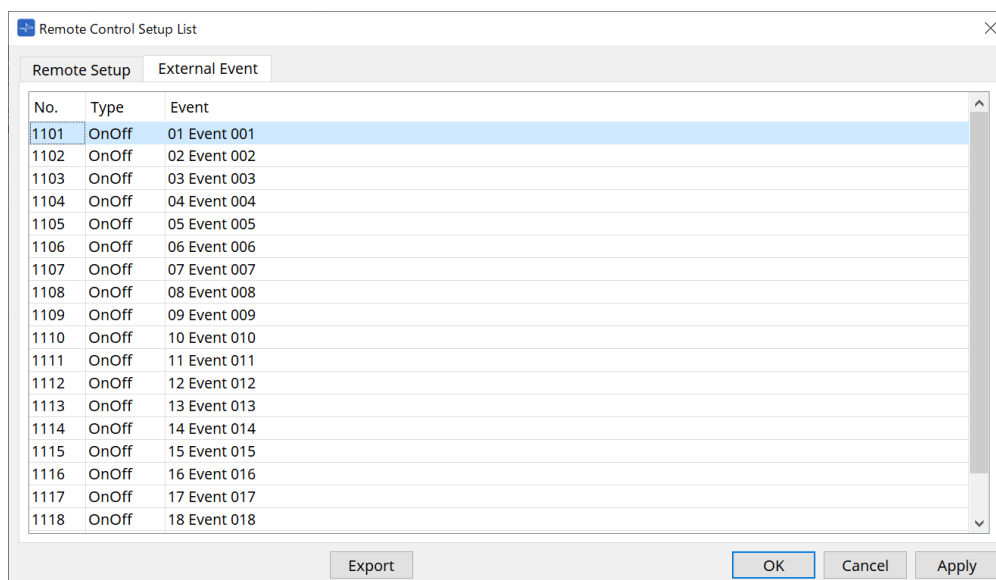 Remote Control Setup List
Remote Setup External Event
No. Type Event
1101 OnOff 01 Event 001
1102 OnOff 02 Event 002
1103 OnOff 03 Event 003
1104 OnOff 04 Event 004
1105 OnOff 05 Event 005
1106 OnOff 06 Event 006
1107 OnOff 07 Event 007
1108 OnOff 08 Event 008
1109 OnOff 09 Event 009
1110 OnOff 10 Event 010
1111 OnOff 11 Event 011
1112 OnOff 12 Event 012
1113 OnOff 13 Event 013
1114 OnOff 14 Event 014
1115 OnOff 15 Event 015
1116 OnOff 16 Event 016
1117 OnOff 17 Event 017
1118 OnOff 18 Event 018
Export OK Cancel Apply